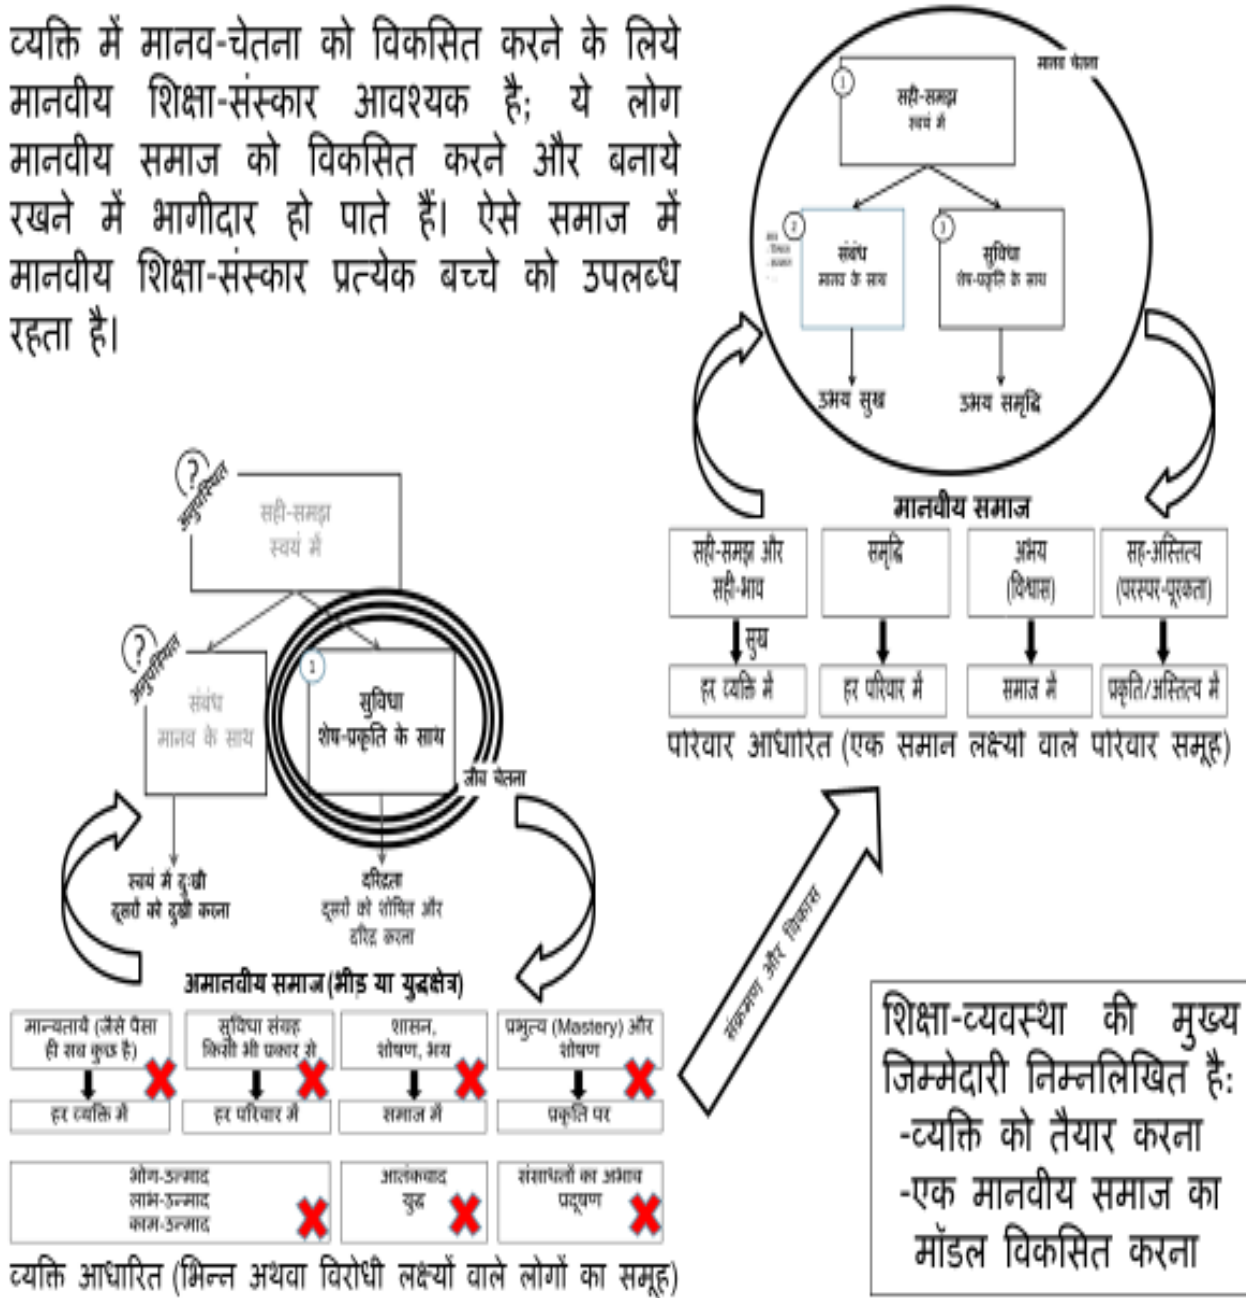 व्यक्ति में मानव-चेतना को विकसित करने के लिये
मानवीय शिक्षा-संस्कार आवश्यक है; ये लोग
मानवीय समाज को विकसित करने और बनाये
रखने में भागीदार हो पाते हैं। ऐसे समाज में
मानवीय शिक्षा-संस्कार प्रत्येक बच्चे को उपलब्ध
रहता है।
मानव चेतना
1
सही-समझ
स्वयं में
2
संबंध
मानव के साथ
3
सुविधा
शेष-प्रकृति के साथ
उभय सुख
उभय समृद्धि
मानवीय समाज
सही-समझ और
सही-भाव
समृद्धि
अभय
(विश्वास)
सह-अस्तित्व
(परस्पर-पूरकता)
सुख
हर व्यक्ति में
हर परिवार में
समाज में
प्रकृति/अस्तित्व में
परिवार आधारित (एक समान लक्ष्यों वाले परिवार समूह)
?
अनुपस्थित
सही-समझ
स्वयं में
?
अनुपस्थित
संबंध
मानव के साथ
1
सुविधा
शेष-प्रकृति के साथ
जीव चेतना
स्वयं में दुःखी
दूसरों को दुखी करना
दरिद्रता
दूसरों को शोषित और
दरिद्र करना
अमानवीय समाज (भीड़ या युद्धक्षेत्र)
मान्यतायें (जैसे पैसा
ही सब कुछ है)
सुविधा संग्रह
किसी भी प्रकार से
शासन,
शोषण, भय
प्रभुत्व (Mastery) और
शोषण
हर व्यक्ति में
हर परिवार में
समाज में
प्रकृति पर
भोग-उन्माद
लाभ-उन्माद
काम-उन्माद
आतंकवाद
युद्ध
संसाधनों का अभाव
प्रदूषण
व्यक्ति आधारित (भिन्न अथवा विरोधी लक्ष्यों वाले लोगों का समूह)
संक्रमण और विकास
शिक्षा-व्यवस्था की मुख्य
जिम्मेदारी निम्नलिखित है:
-व्यक्ति को तैयार करना
-एक मानवीय समाज का
मॉडल विकसित करना